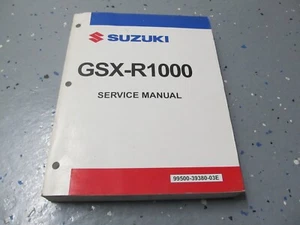 SUZUKI
GSX-R1000
SERVICE MANUAL
99500-39380-03E